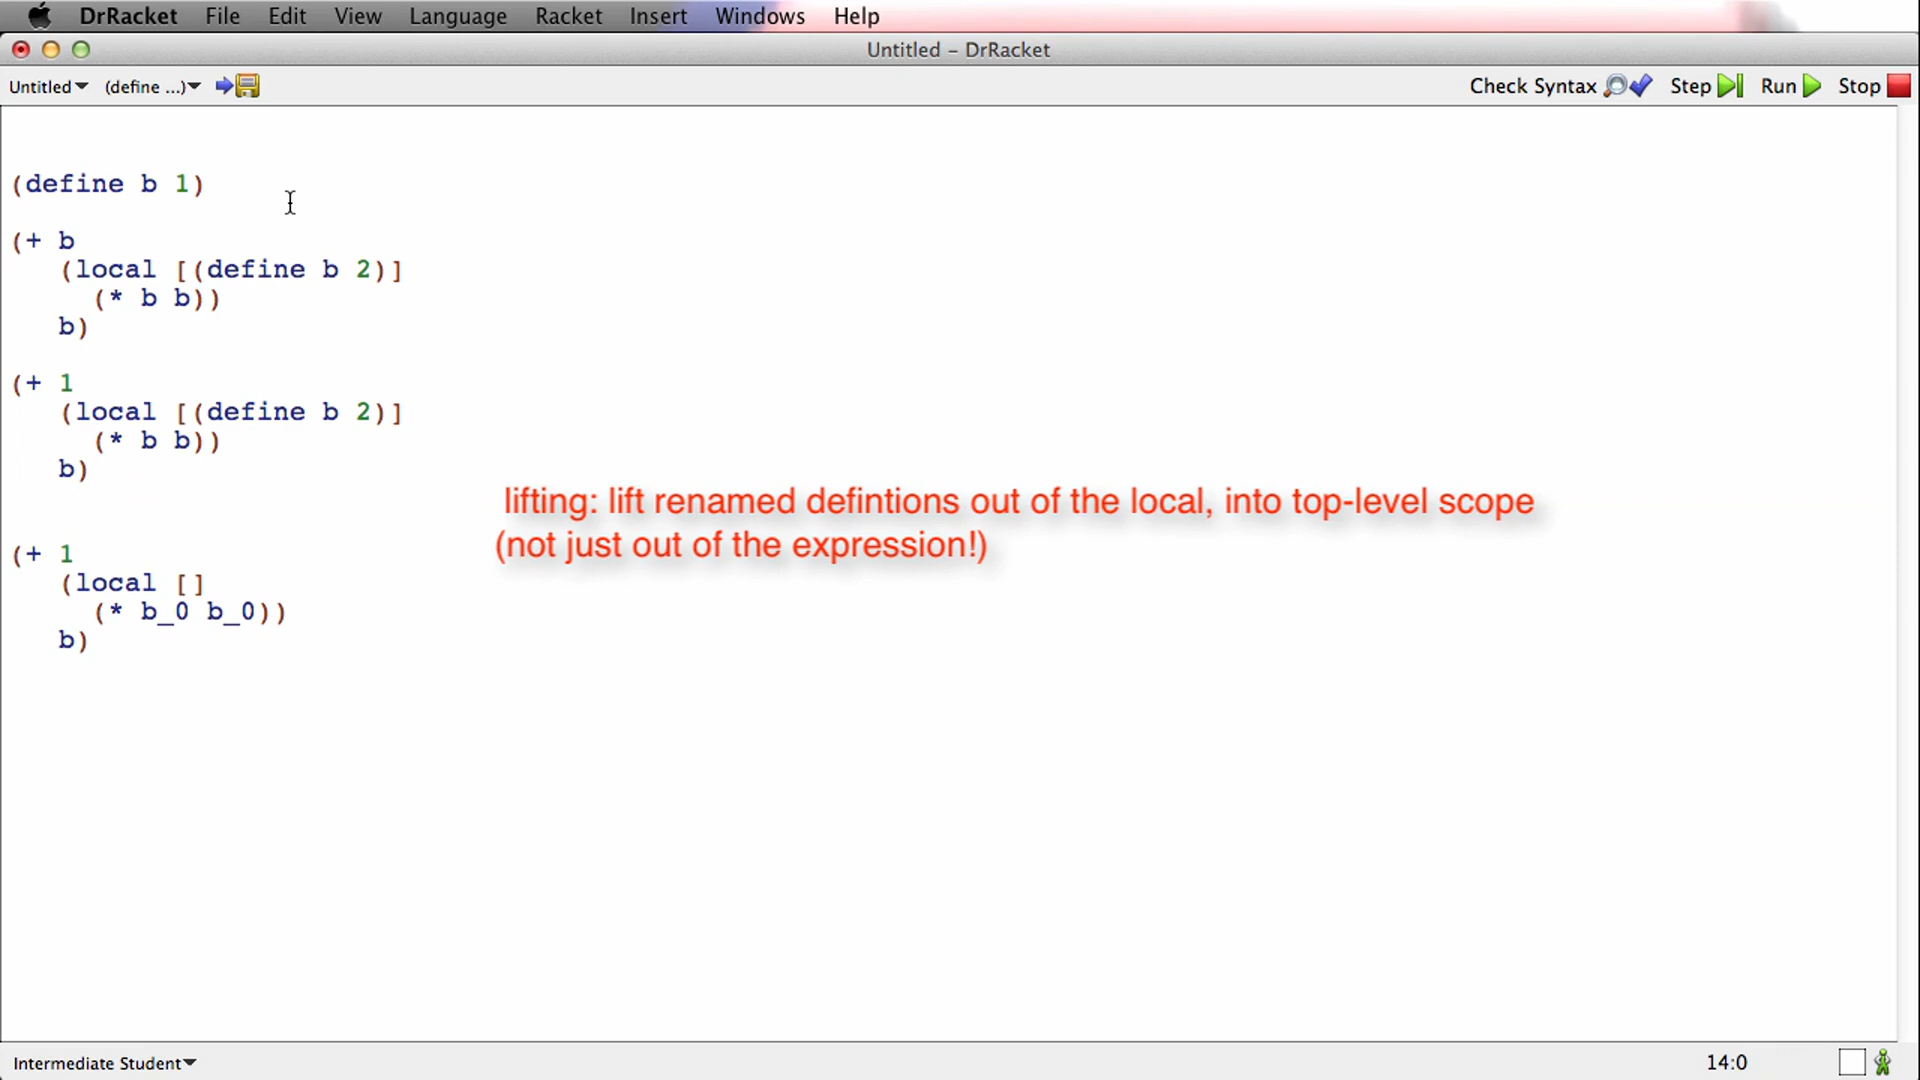 DrRacket File Edit View Language Racket Insert Windows Help
Untitled – DrRacket
Untitled (define ...) Check Syntax Step Run Stop
(define b 1)
(+ b
(local [(define b 2)]
(* b b))
b)
(+ 1
(local [(define b 2)]
(* b b))
b)
lifting: lift renamed defintions out of the local, into top-level scope
(not just out of the expression!)
(+ 1
(local []
(* b_0 b_0))
b)
Intermediate Student 14:0